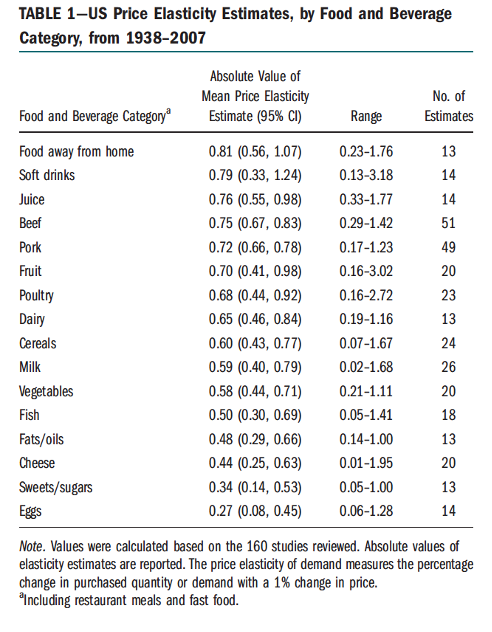 TABLE 1—US Price Elasticity Estimates, by Food and Beverage
Category, from 1938–2007
Absolute Value of
Mean Price Elasticity
No. of
Food and Beverage Categoryᵃ Estimate (95% CI) Range Estimates
Food away from home 0.81 (0.56, 1.07) 0.23–1.76 13
Soft drinks 0.79 (0.33, 1.24) 0.13–3.18 14
Juice 0.76 (0.55, 0.98) 0.33–1.77 14
Beef 0.75 (0.67, 0.83) 0.29–1.42 51
Pork 0.72 (0.66, 0.78) 0.17–1.23 49
Fruit 0.70 (0.41, 0.98) 0.16–3.02 20
Poultry 0.68 (0.44, 0.92) 0.16–2.72 23
Dairy 0.65 (0.46, 0.84) 0.19–1.16 13
Cereals 0.60 (0.43, 0.77) 0.07–1.67 24
Milk 0.59 (0.40, 0.79) 0.02–1.68 26
Vegetables 0.58 (0.44, 0.71) 0.21–1.11 20
Fish 0.50 (0.30, 0.69) 0.05–1.41 18
Fats/oils 0.48 (0.29, 0.66) 0.14–1.00 13
Cheese 0.44 (0.25, 0.63) 0.01–1.95 20
Sweets/sugars 0.34 (0.14, 0.53) 0.05–1.00 13
Eggs 0.27 (0.08, 0.45) 0.06–1.28 14
Note. Values were calculated based on the 160 studies reviewed. Absolute values of
elasticity estimates are reported. The price elasticity of demand measures the percentage
change in purchased quantity or demand with a 1% change in price.
ᵃIncluding restaurant meals and fast food.